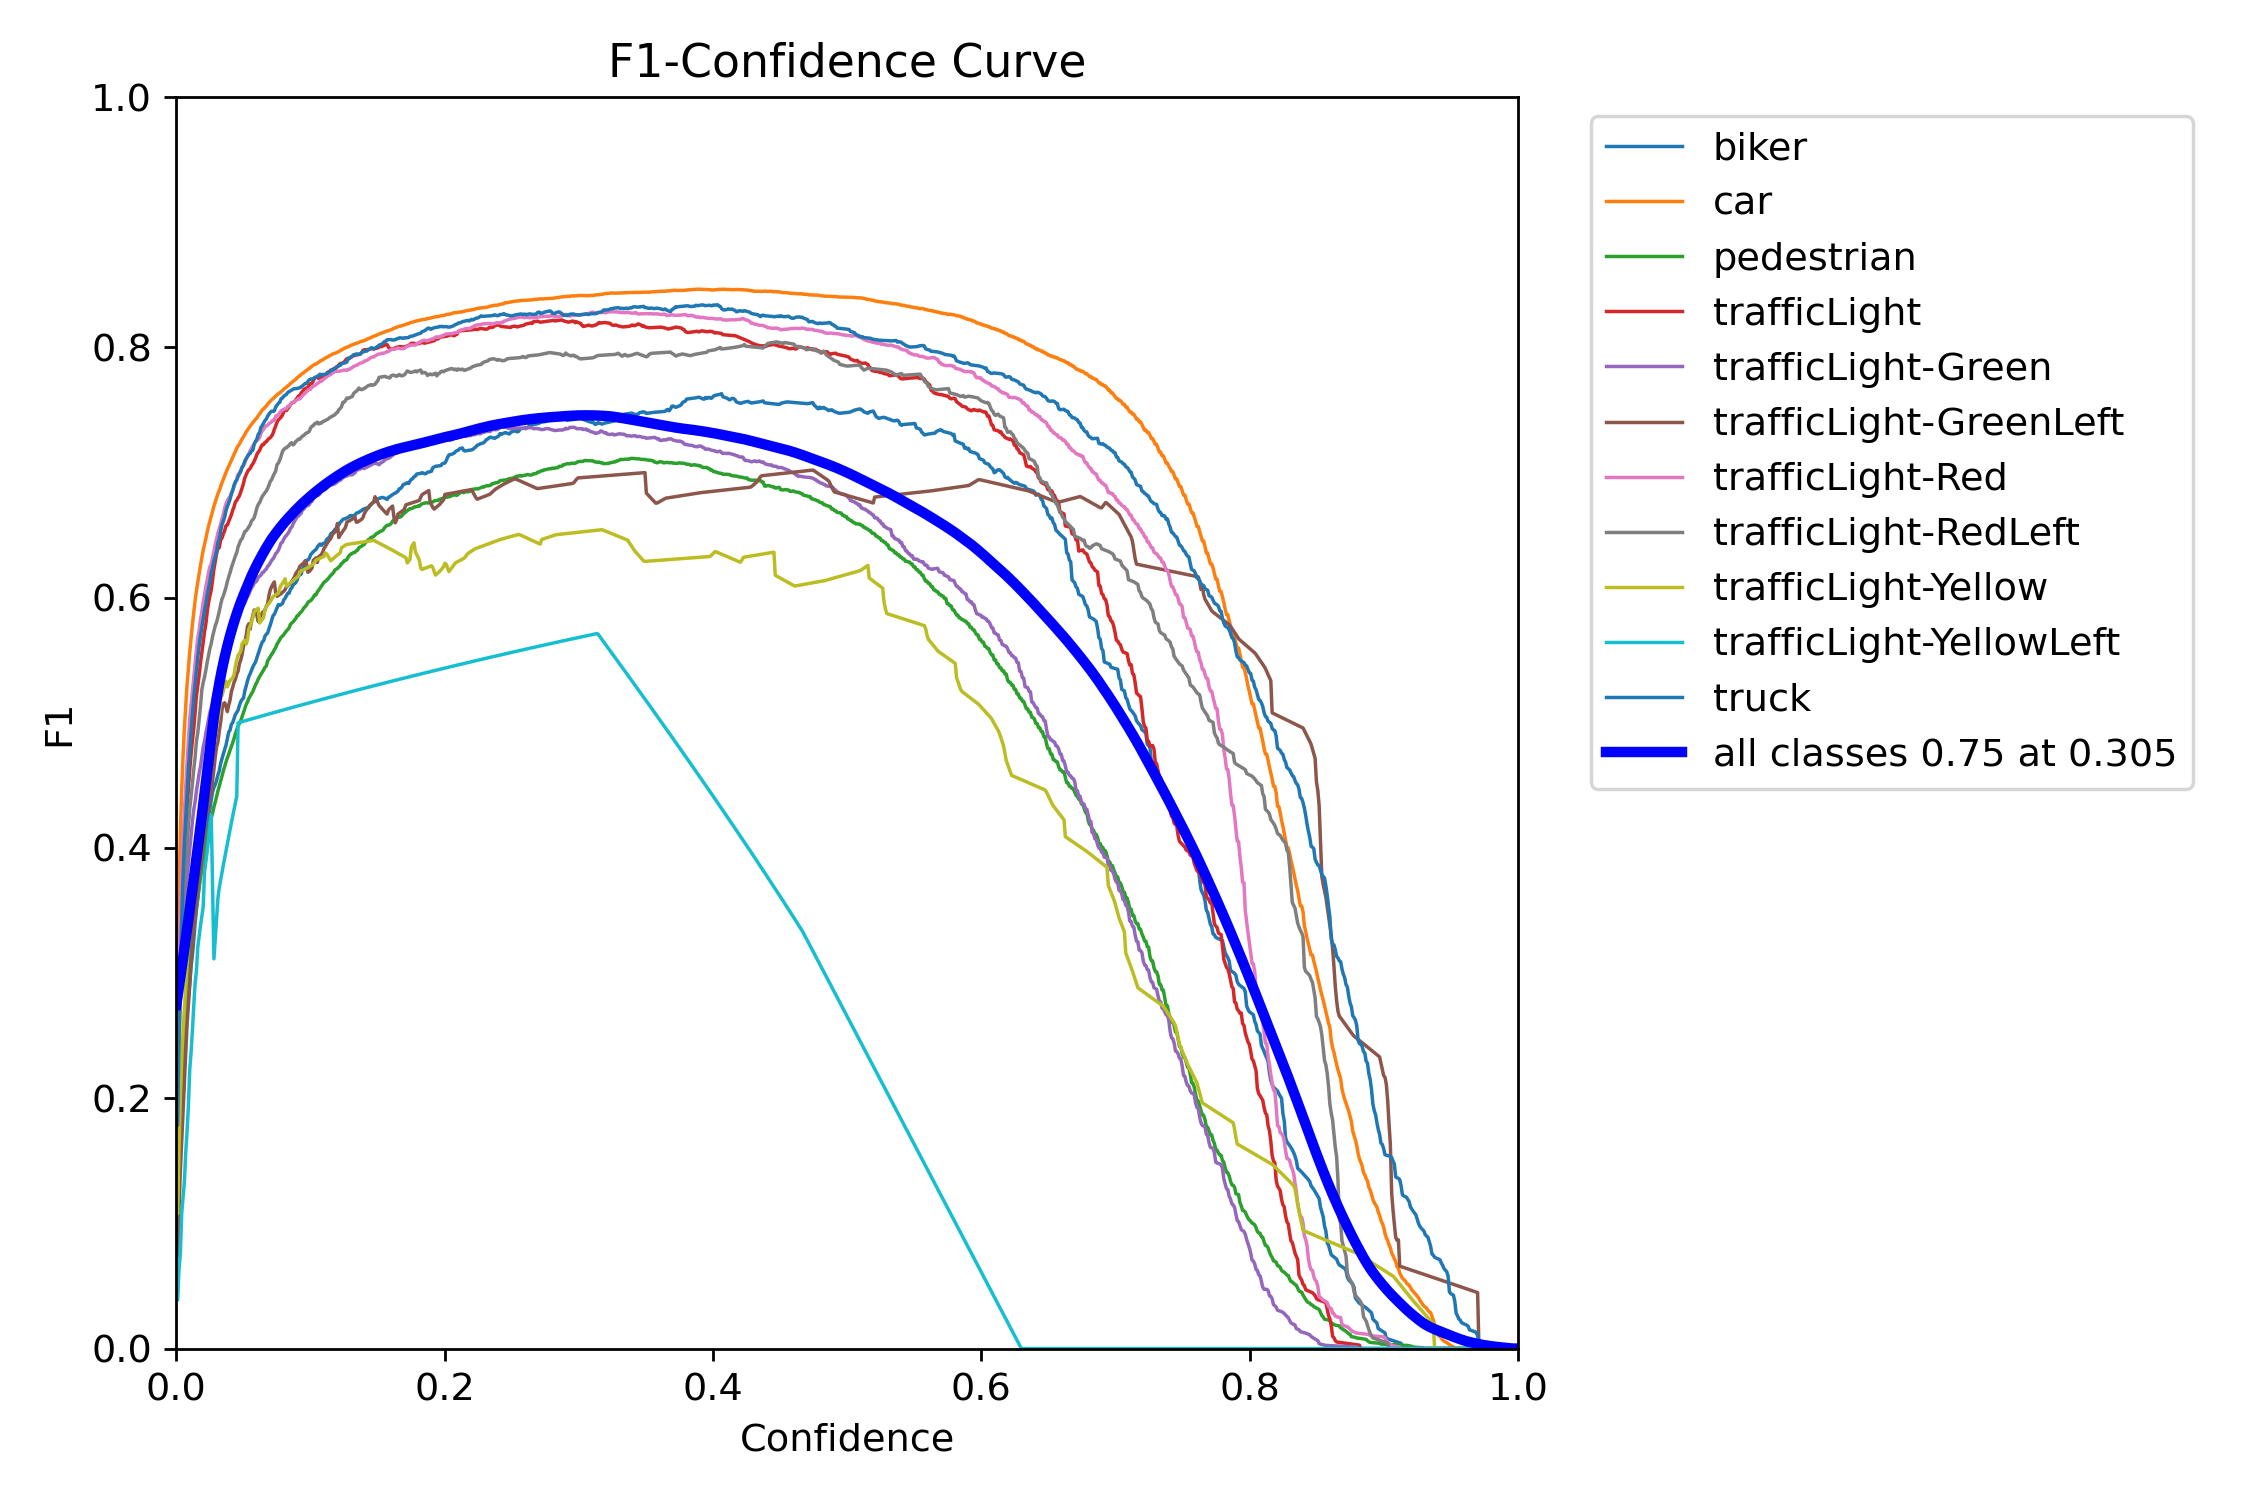 F1-Confidence Curve
1.0
0.8
0.6
0.4
0.2
0.0
F1
0.0 0.2 0.4 0.6 0.8 1.0
Confidence
biker
car
pedestrian
trafficLight
trafficLight-Green
trafficLight-GreenLeft
trafficLight-Red
trafficLight-RedLeft
trafficLight-Yellow
trafficLight-YellowLeft
truck
all classes 0.75 at 0.305